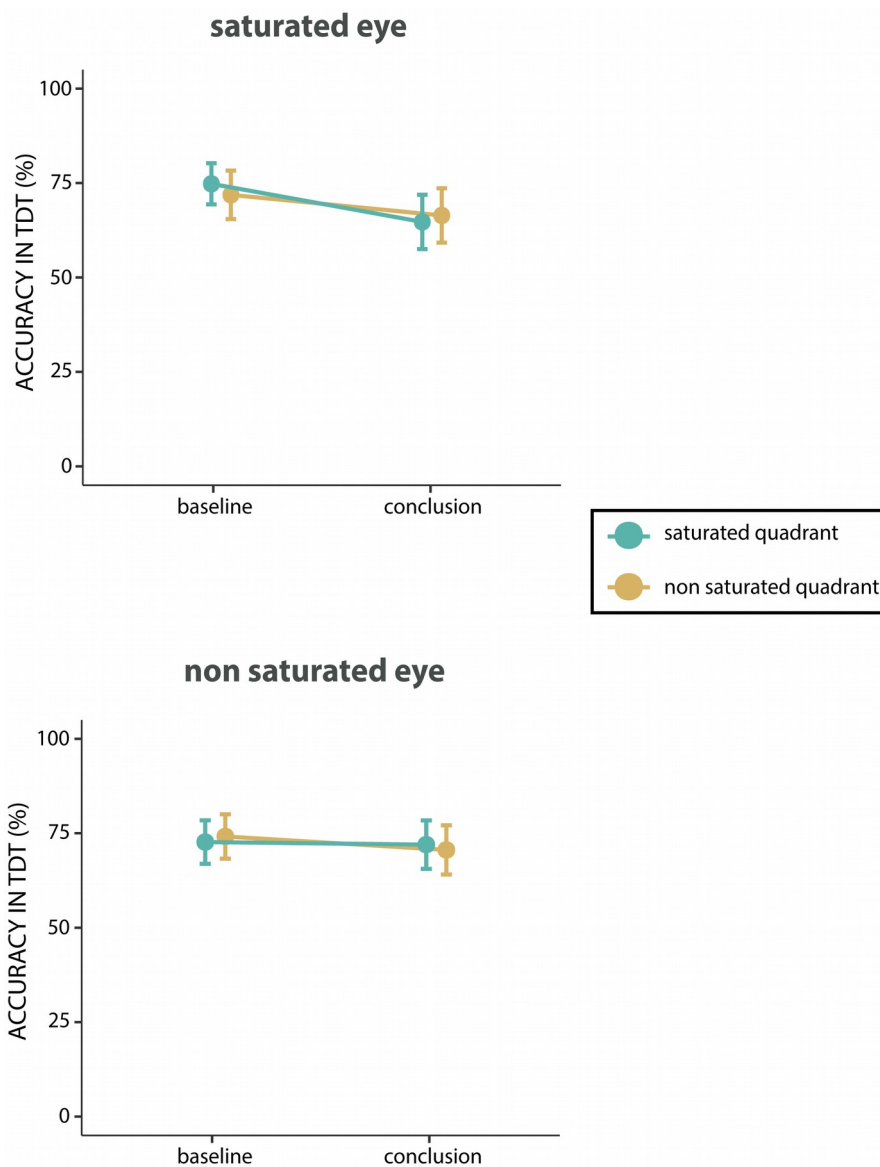 saturated eye
ACCURACY IN TDT (%)
100
75
50
25
0
baseline conclusion
saturated quadrant
non saturated quadrant
non saturated eye
ACCURACY IN TDT (%)
100
75
50
25
0
baseline conclusion